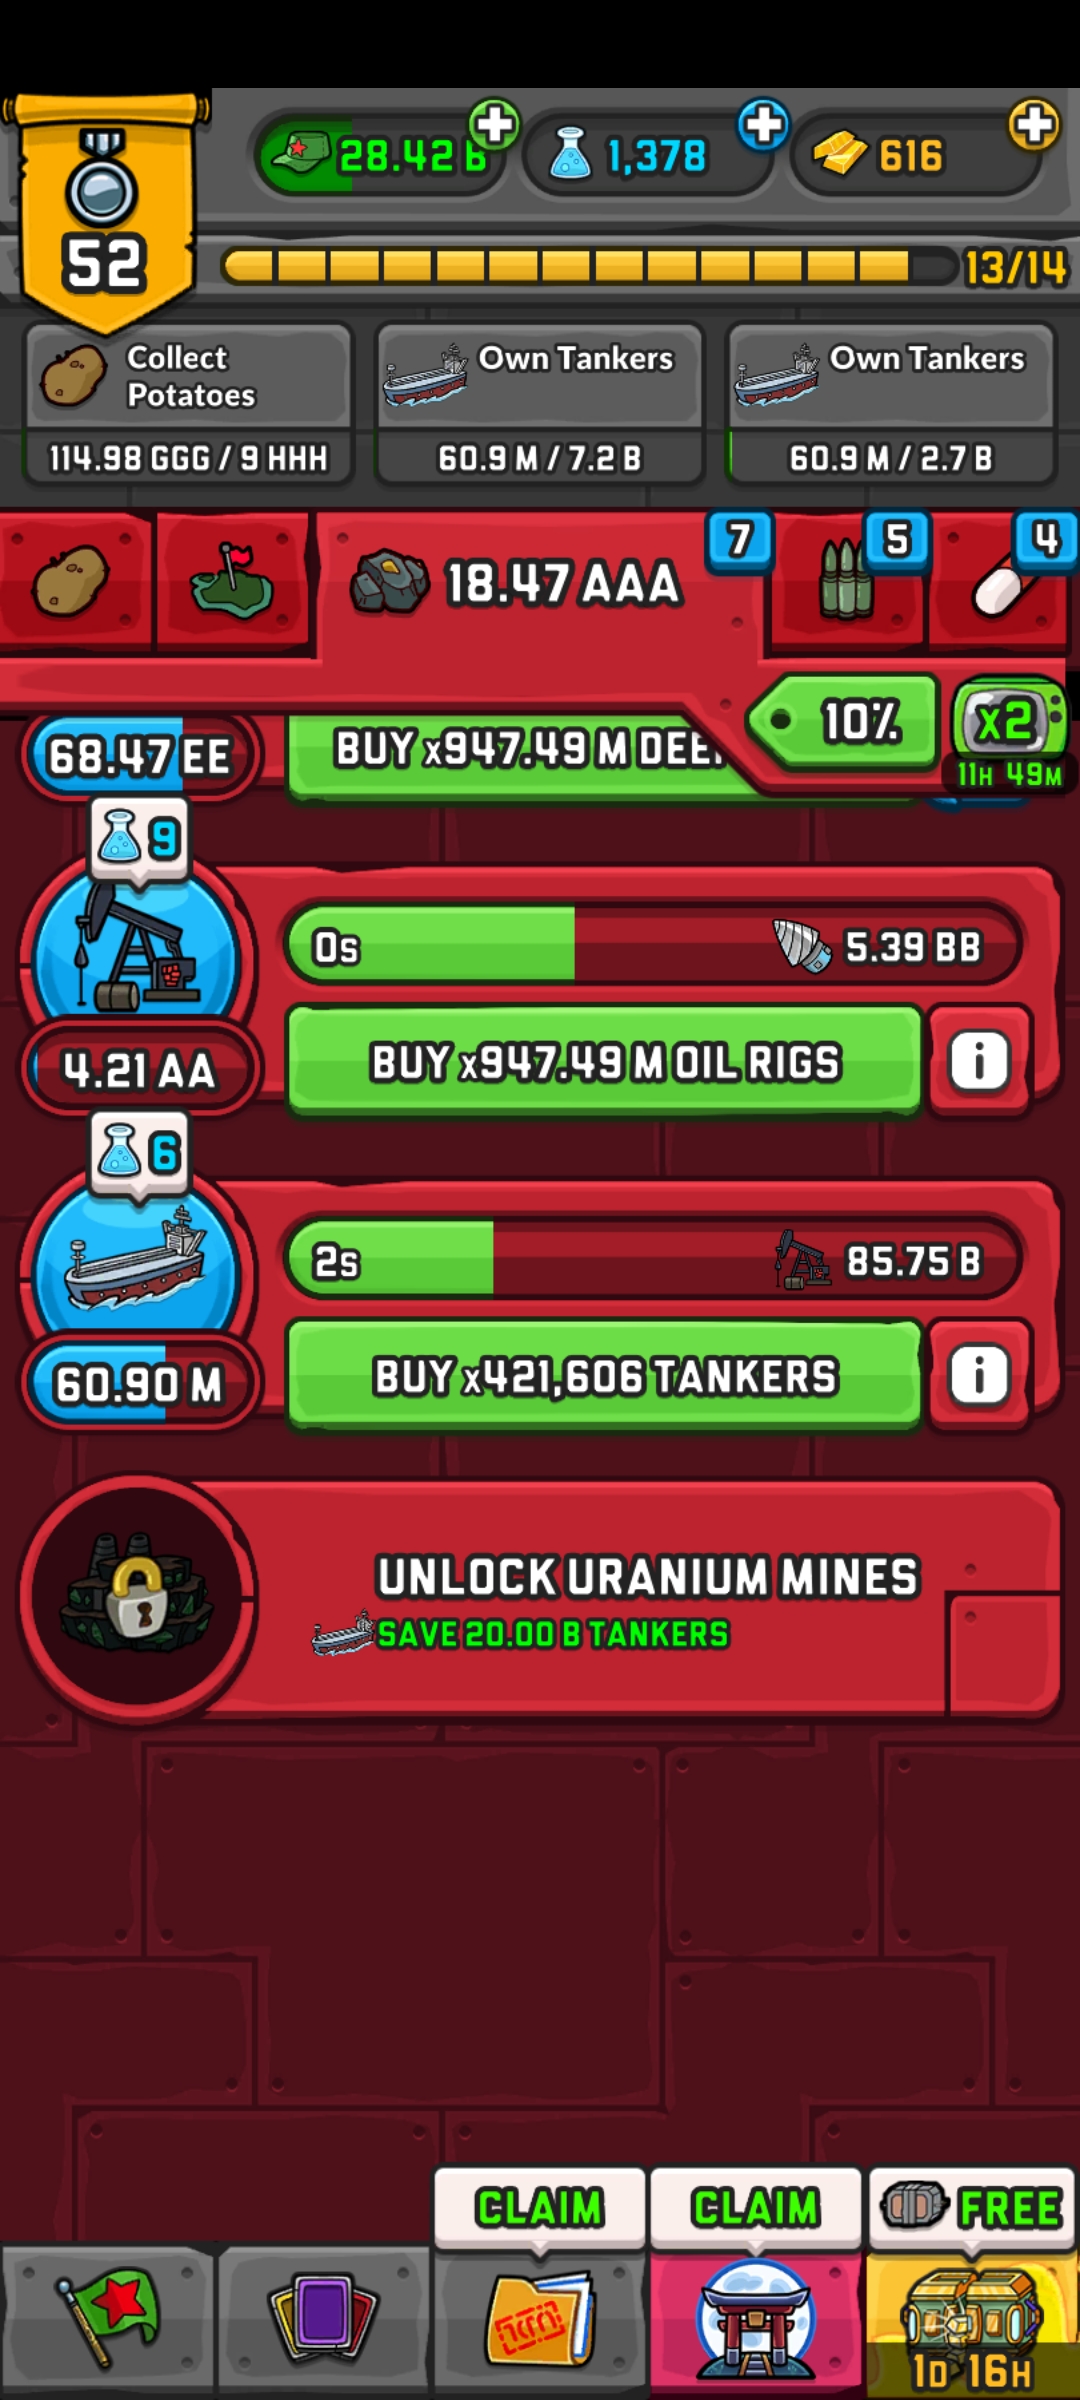 28.42 B
1,378
616
52
13/14
Collect
Potatoes
114.98 GGG / 9 HHH
Own Tankers
60.9 M / 7.2 B
Own Tankers
60.9 M / 2.7 B
18.47 AAA
7
5
4
10%
x2
11H 49M
68.47 EE
BUY x947.49 M DEE
9
0s
5.39 BB
4.21 AA
BUY x947.49 M OIL RIGS
i
6
2s
85.75 B
60.90 M
BUY x421,606 TANKERS
i
UNLOCK URANIUM MINES
SAVE 20.00 B TANKERS
CLAIM
CLAIM
FREE
1D 16H